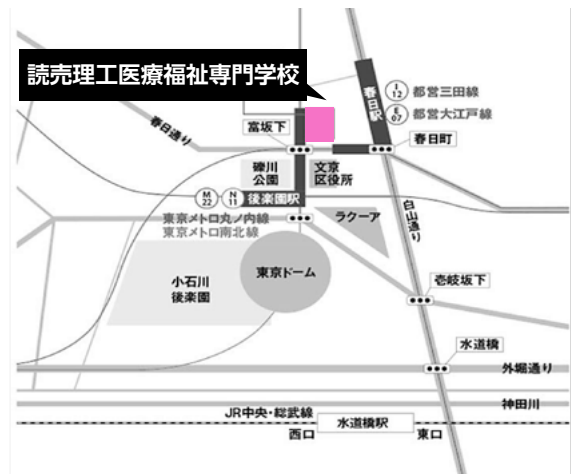 読売理工医療福祉専門学校
春日駅
I
12
都営三田線
E
07
都営大江戸線
春日通り
富坂下
春日町
礫川
公園
文京
区役所
M
22
N
11
後楽園駅
東京メトロ丸ノ内線
東京メトロ南北線
ラクーア
白山通り
小石川
後楽園
東京ドーム
壱岐坂下
水道橋
外堀通り
神田川
JR中央・総武線
水道橋駅
西口
東口